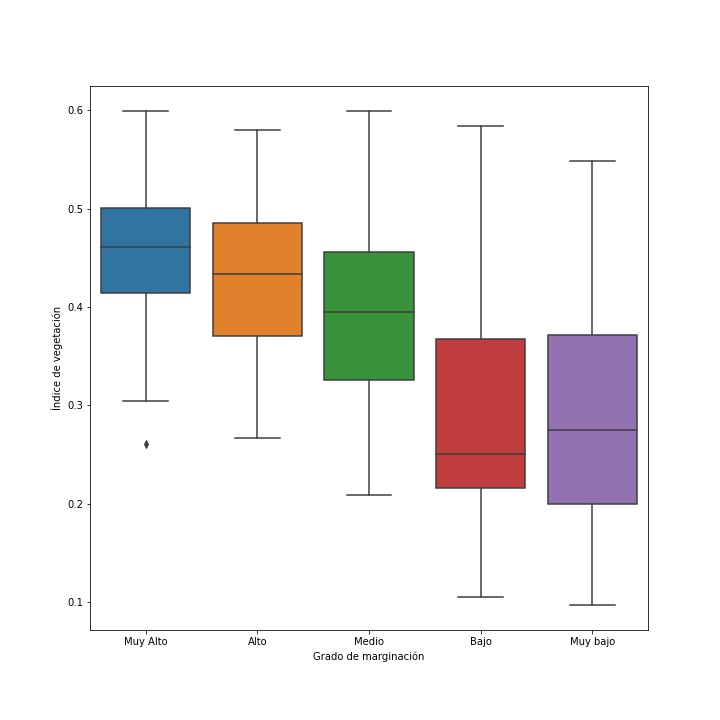 0.6
0.5
0.4
0.3
0.2
0.1
Índice de vegetación
Muy Alto
Alto
Medio
Bajo
Muy bajo
Grado de marginación